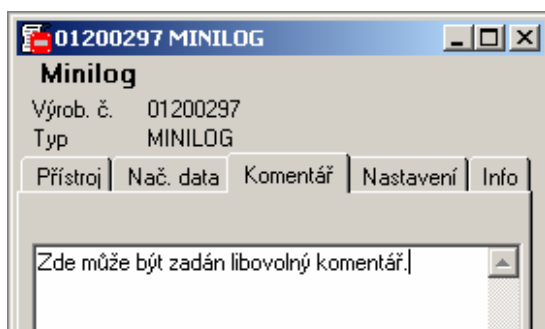 01200297 MINILOG
Minilog
Výrob. č. 01200297
Typ MINILOG
Přístroj Nač. data Komentář Nastavení Info
Zde může být zadán libovolný komentář.